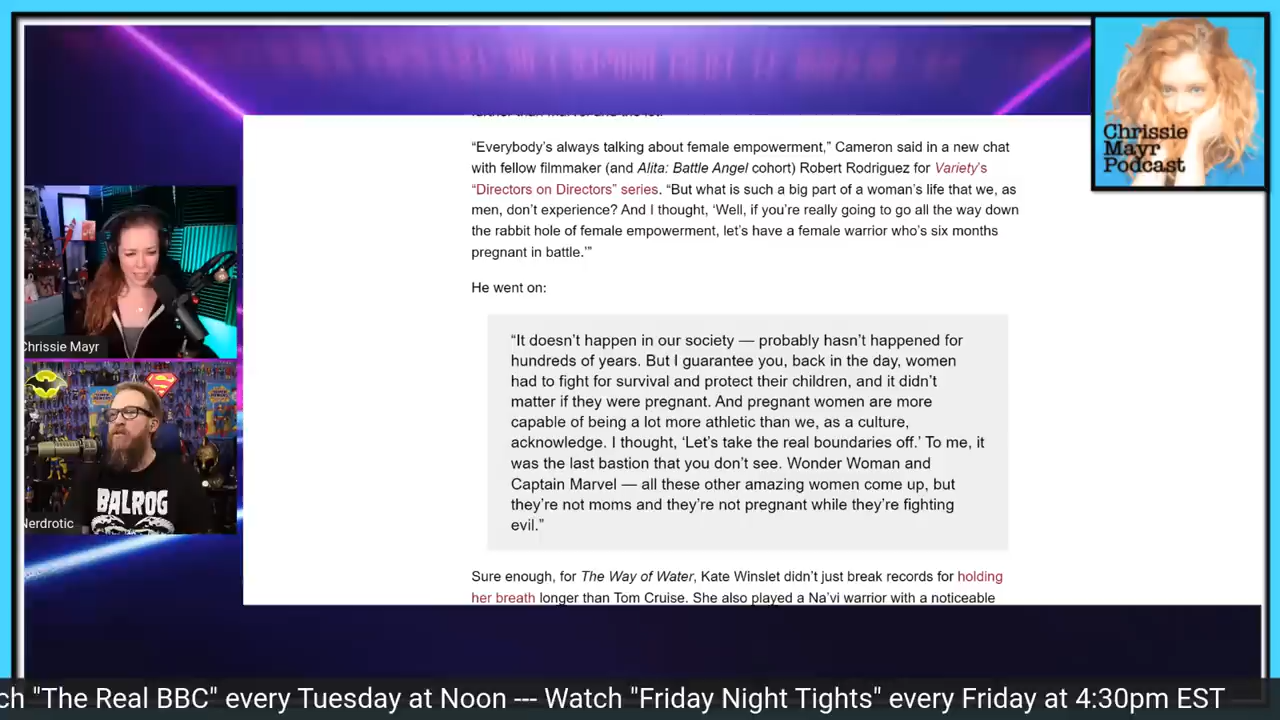 “Everybody’s always talking about female empowerment,” Cameron said in a new chat
with fellow filmmaker (and Alita: Battle Angel cohort) Robert Rodriguez for Variety’s
“Directors on Directors” series. “But what is such a big part of a woman’s life that we, as
men, don’t experience? And I thought, ‘Well, if you’re really going to go all the way down
the rabbit hole of female empowerment, let’s have a female warrior who’s six months
pregnant in battle.’”
He went on:
“It doesn’t happen in our society — probably hasn’t happened for
hundreds of years. But I guarantee you, back in the day, women
had to fight for survival and protect their children, and it didn’t
matter if they were pregnant. And pregnant women are more
capable of being a lot more athletic than we, as a culture,
acknowledge. I thought, ‘Let’s take the real boundaries off.’ To me, it
was the last bastion that you don’t see. Wonder Woman and
Captain Marvel — all these other amazing women come up, but
they’re not moms and they’re not pregnant while they’re fighting
evil.”
Sure enough, for The Way of Water, Kate Winslet didn’t just break records for holding
her breath longer than Tom Cruise. She also played a Na’vi warrior with a noticeable
Chrissie
Mayr
Podcast
Chrissie Mayr
BALROG
Nerdrotic
ch "The Real BBC" every Tuesday at Noon --- Watch "Friday Night Tights" every Friday at 4:30pm EST